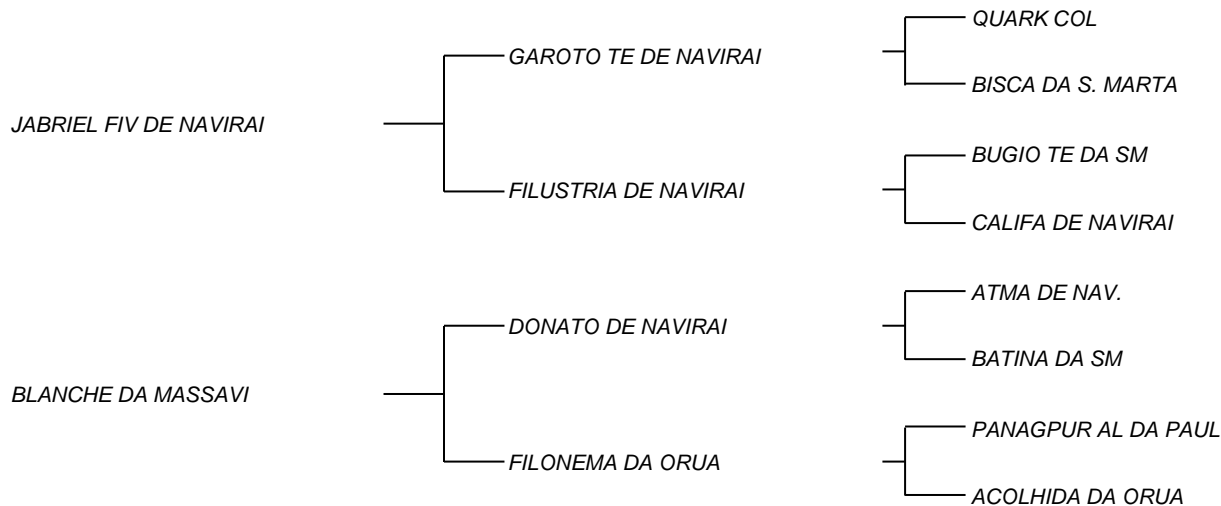 QUARK COL
GAROTO TE DE NAVIRAI
BISCA DA S. MARTA
JABRIEL FIV DE NAVIRAI
BUGIO TE DA SM
FILUSTRIA DE NAVIRAI
CALIFA DE NAVIRAI
ATMA DE NAV.
DONATO DE NAVIRAI
BATINA DA SM
BLANCHE DA MASSAVI
PANAGPUR AL DA PAUL
FILONEMA DA ORUA
ACOLHIDA DA ORUA